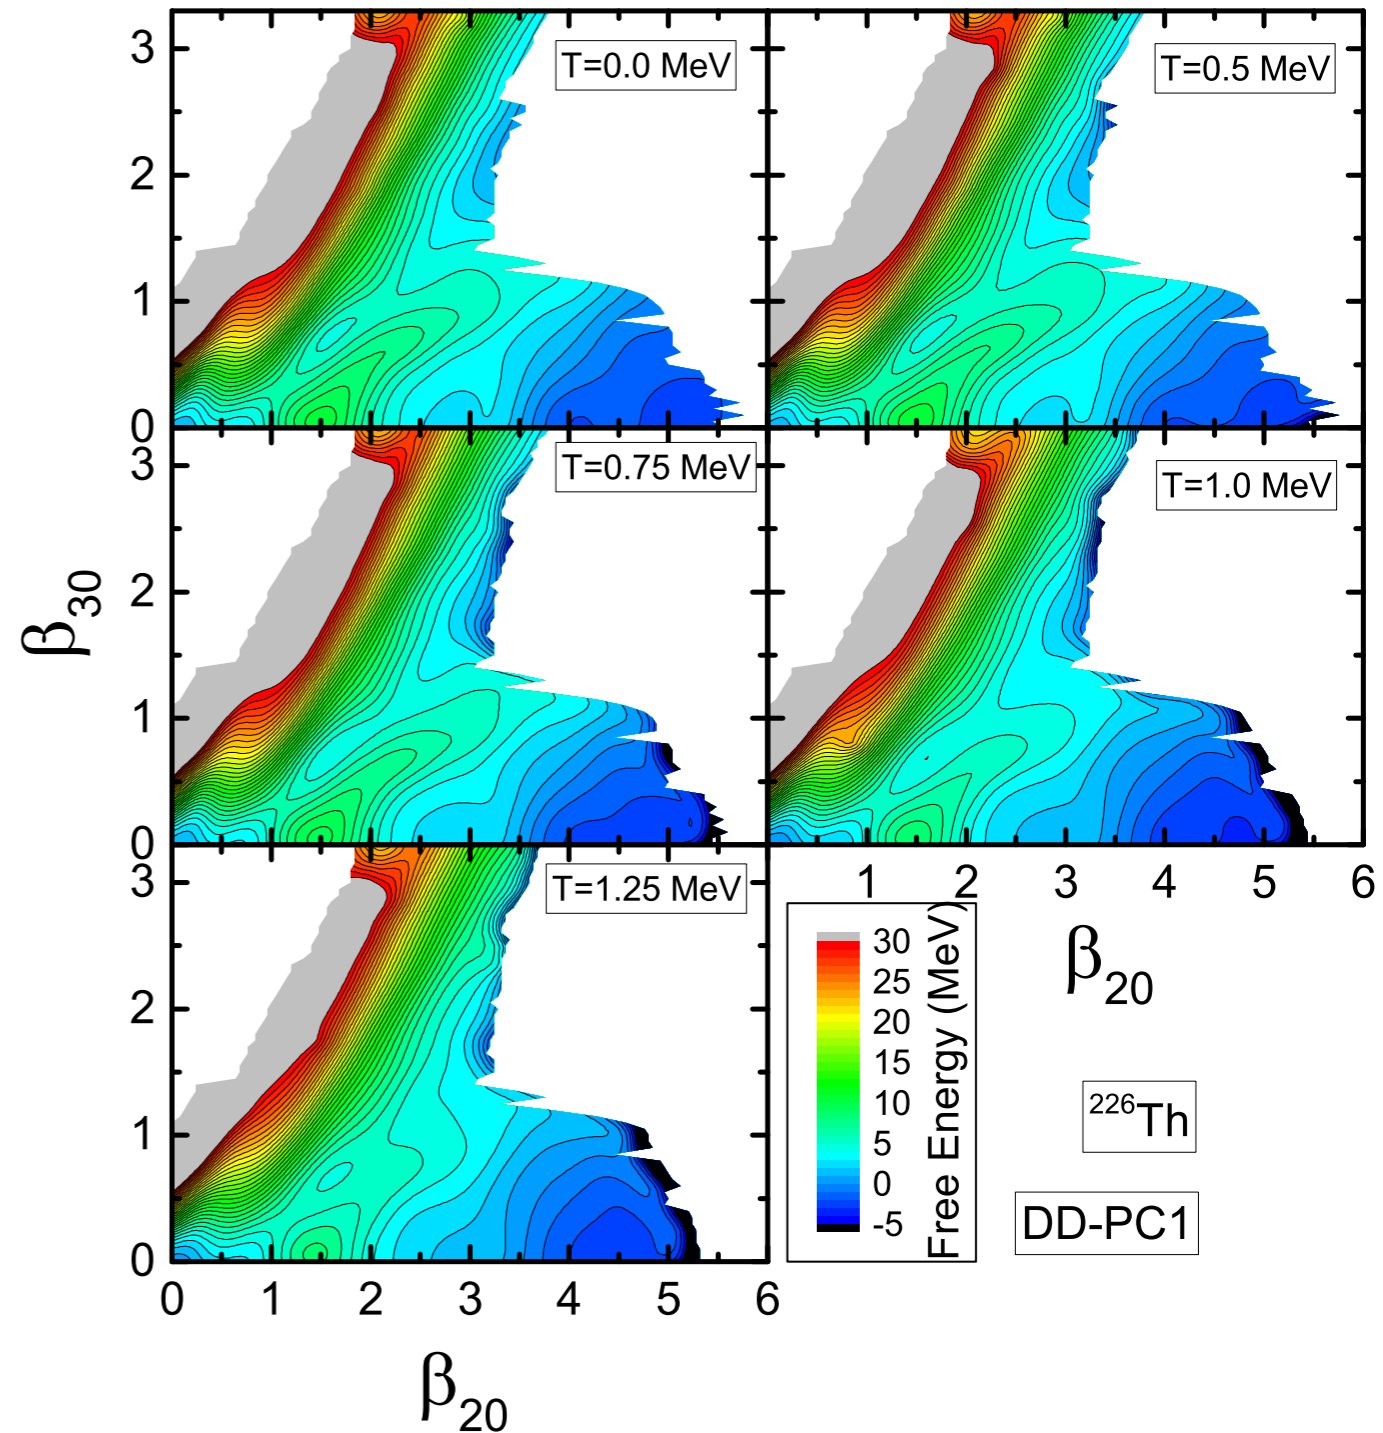 3
2
1
0
T=0.0 MeV
T=0.5 MeV
3
2
1
0
T=0.75 MeV
T=1.0 MeV
β30
3
2
1
0
T=1.25 MeV
1 2 3 4 5 6
β20
0 1 2 3 4 5 6
β20
30
25
20
15
10
5
0
-5
Free Energy (MeV)
²²⁶Th
DD-PC1